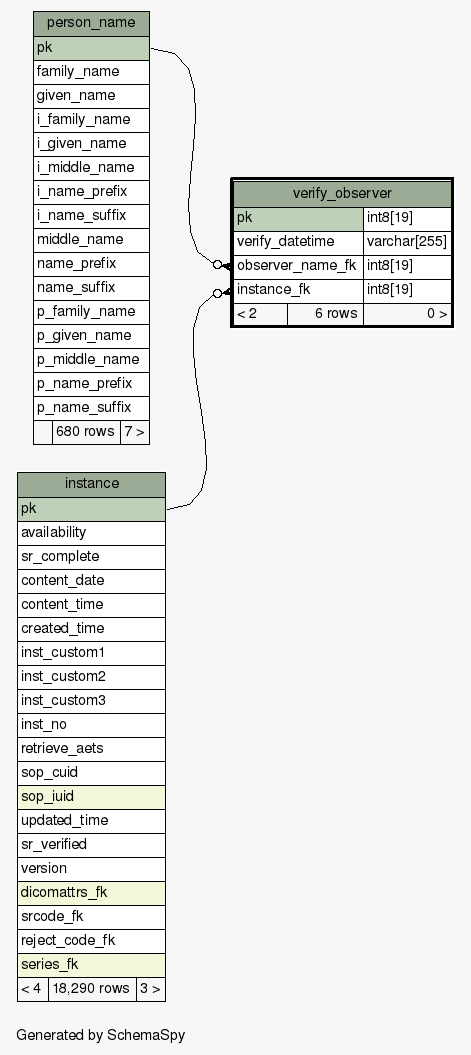 person_name
pk
family_name
given_name
i_family_name
i_given_name
i_middle_name
i_name_prefix
i_name_suffix
middle_name
name_prefix
name_suffix
p_family_name
p_given_name
p_middle_name
p_name_prefix
p_name_suffix
680 rows 7 >
verify_observer
pk int8[19]
verify_datetime varchar[255]
observer_name_fk int8[19]
instance_fk int8[19]
< 2 6 rows 0 >
instance
pk
availability
sr_complete
content_date
content_time
created_time
inst_custom1
inst_custom2
inst_custom3
inst_no
retrieve_aets
sop_cuid
sop_iuid
updated_time
sr_verified
version
dicomattrs_fk
srcode_fk
reject_code_fk
series_fk
< 4 18,290 rows 3 >
Generated by SchemaSpy